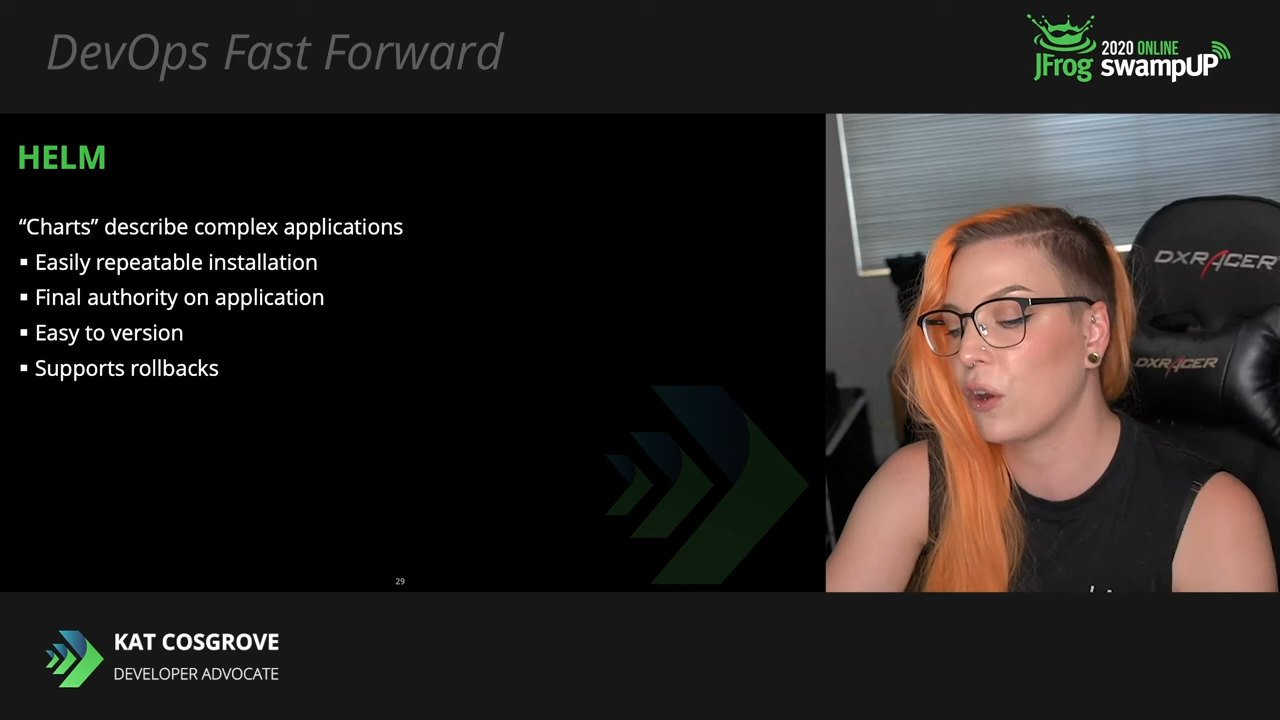 DevOps Fast Forward
JFrog
2020 ONLINE
swampUP
HELM
“Charts” describe complex applications
▪ Easily repeatable installation
▪ Final authority on application
▪ Easy to version
▪ Supports rollbacks
DXRACER
DXRACER
29
KAT COSGROVE
DEVELOPER ADVOCATE